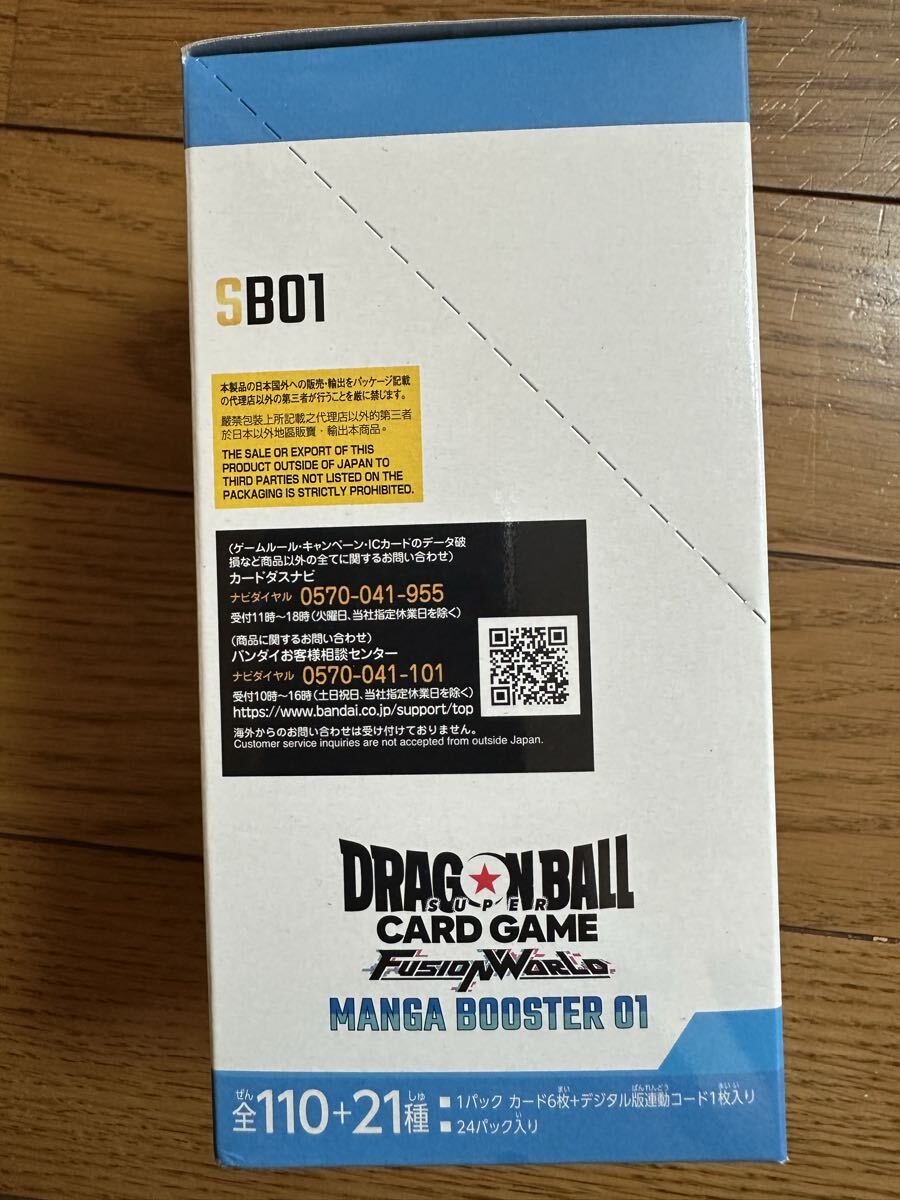 SB01
本製品の日本国外への販売・輸出をパッケージ記載
の代理店以外の第三者が行うことを厳に禁じます。
嚴禁包裝上所記載之代理店以外的第三者
於日本以外地區販賣・輸出本商品。
THE SALE OR EXPORT OF THIS
PRODUCT OUTSIDE OF JAPAN TO
THIRD PARTIES NOT LISTED ON THE
PACKAGING IS STRICTLY PROHIBITED.
(ゲームルール・キャンペーン・ICカードのデータ破
損など商品以外の全てに関するお問い合わせ)
カードダスナビ
ナビダイヤル 0570-041-955
受付11時~18時(火曜日、当社指定休業日を除く)
(商品に関するお問い合わせ)
バンダイお客様相談センター
ナビダイヤル 0570-041-101
受付10時~16時(土日祝日、当社指定休業日を除く)
https://www.bandai.co.jp/support/top
海外からのお問い合わせは受け付けておりません。
Customer service inquiries are not accepted from outside Japan.
DRAGON BALL
SUPER
CARD GAME
FUSION WORLD
MANGA BOOSTER 01
ぜん しゅ
全110+21種
まい ばんれんどう まい い
■1パック カード6枚+デジタル版連動コード1枚入り
い
■24パック入り